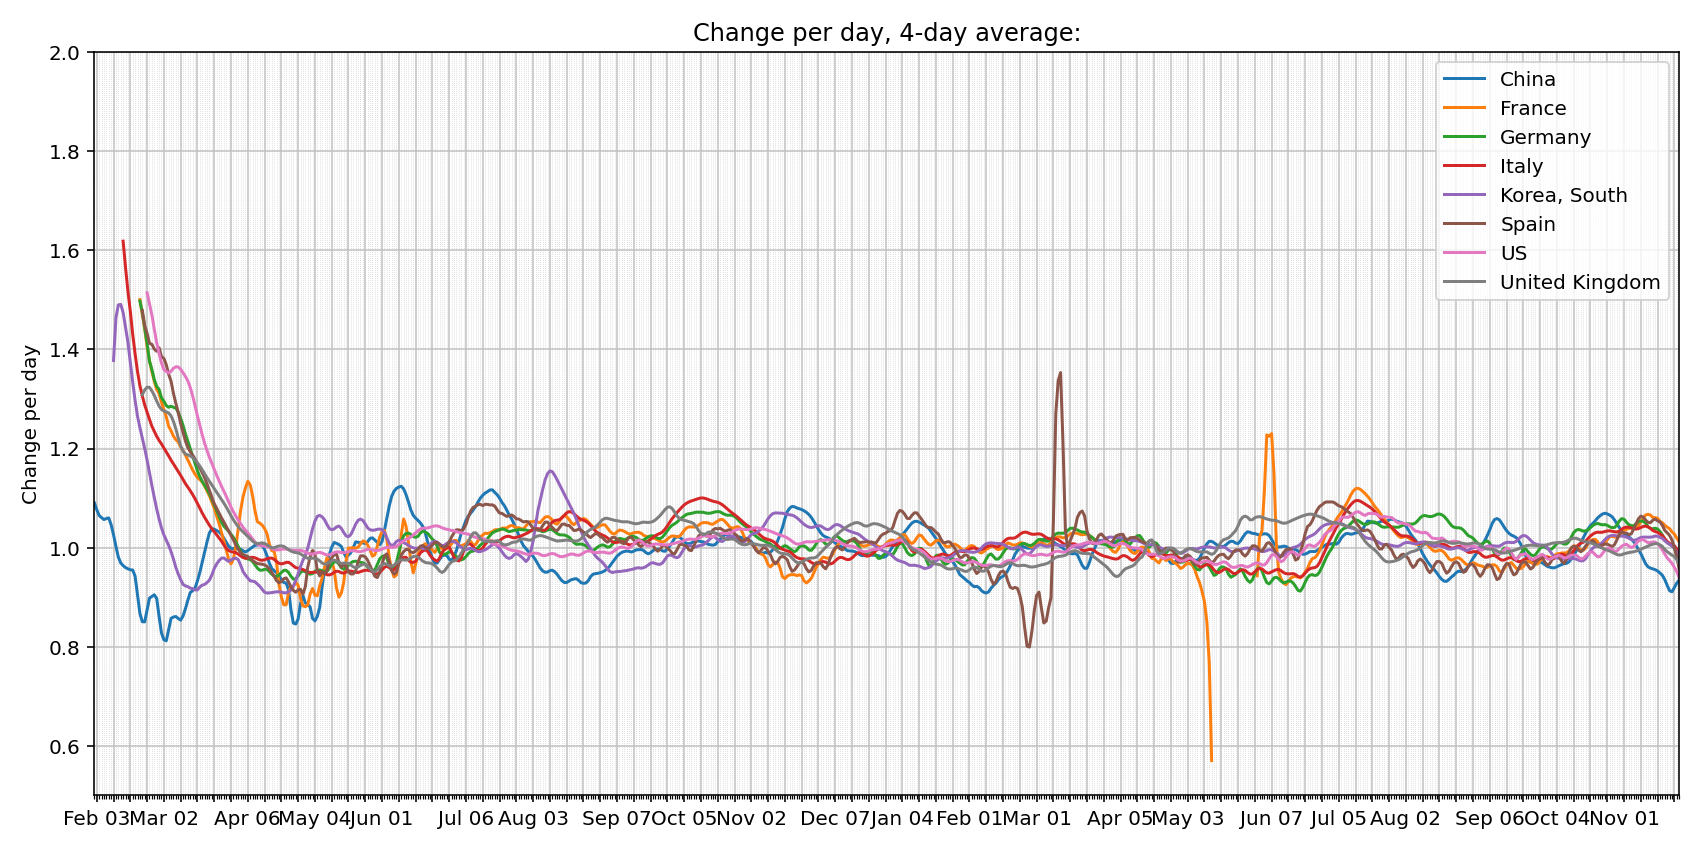 Change per day, 4-day average:
Change per day
2.0
1.8
1.6
1.4
1.2
1.0
0.8
0.6
China
France
Germany
Italy
Korea, South
Spain
US
United Kingdom
Feb 03 Mar 02 Apr 06 May 04 Jun 01 Jul 06 Aug 03 Sep 07 Oct 05 Nov 02 Dec 07 Jan 04 Feb 01 Mar 01 Apr 05 May 03 Jun 07 Jul 05 Aug 02 Sep 06 Oct 04 Nov 01